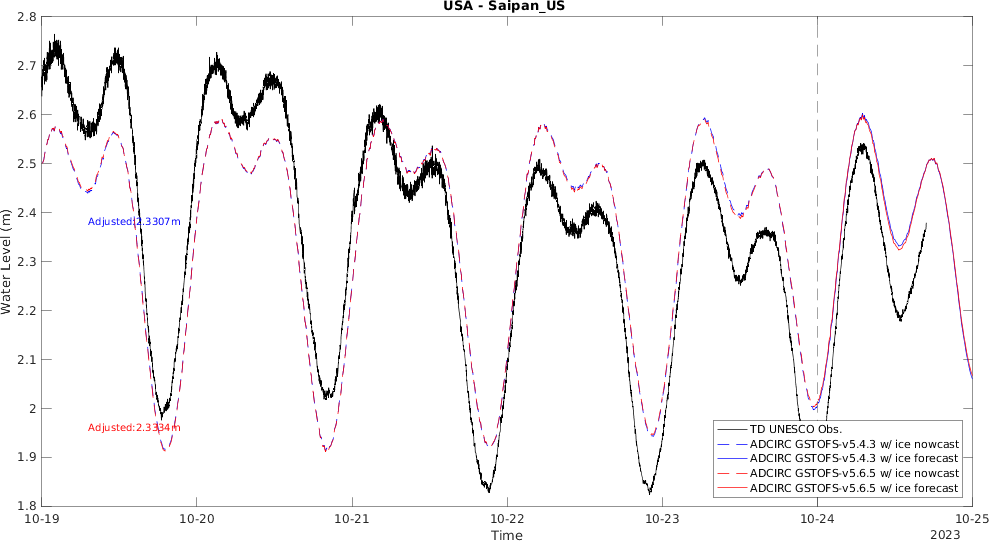 USA - Saipan_US
2.8
2.7
2.6
2.5
2.4
2.3
2.2
2.1
2
1.9
1.8
Water Level (m)
Adjusted:2.3307m
Adjusted:2.3334m
TD UNESCO Obs.
ADCIRC GSTOFS-v5.4.3 w/ ice nowcast
ADCIRC GSTOFS-v5.4.3 w/ ice forecast
ADCIRC GSTOFS-v5.6.5 w/ ice nowcast
ADCIRC GSTOFS-v5.6.5 w/ ice forecast
10-19 10-20 10-21 10-22 10-23 10-24 10-25
Time
2023